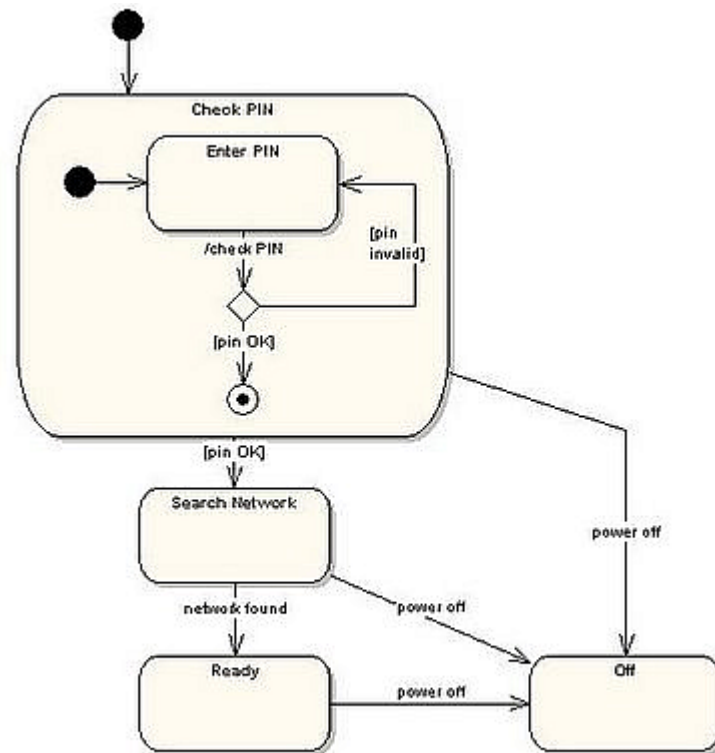 Check PIN
Enter PIN
[pin
invalid]
/check PIN
[pin OK]
[pin OK]
Search Network
power off
network found
power off
Ready
Off
power off